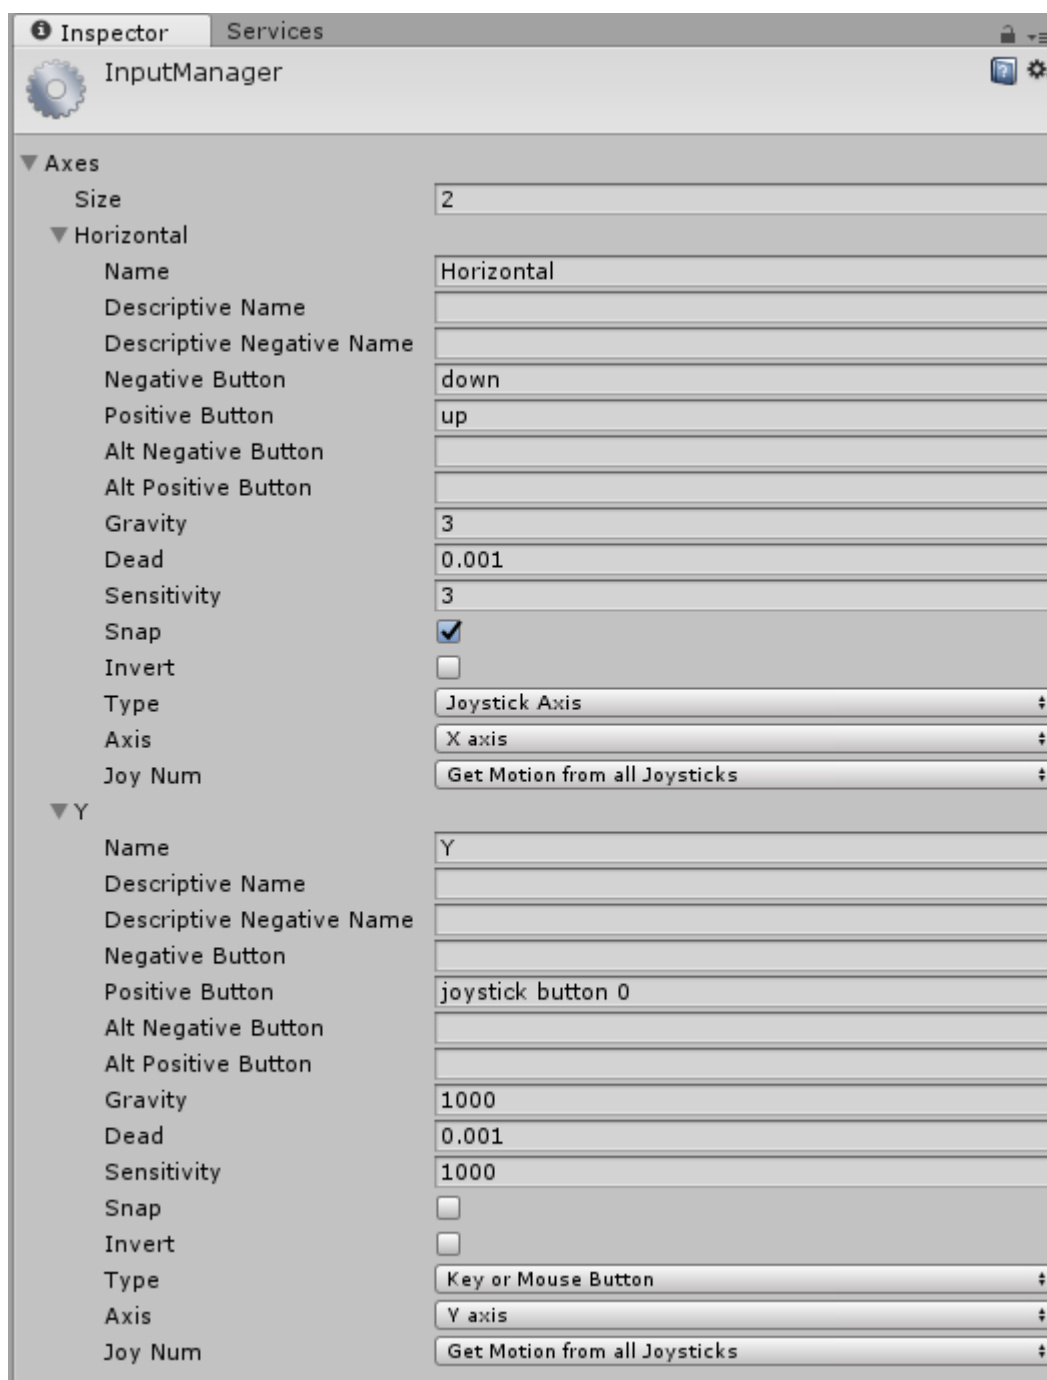 Inspector Services
InputManager
Axes
Size 2
Horizontal
Name Horizontal
Descriptive Name
Descriptive Negative Name
Negative Button down
Positive Button up
Alt Negative Button
Alt Positive Button
Gravity 3
Dead 0.001
Sensitivity 3
Snap
Invert
Type Joystick Axis
Axis X axis
Joy Num Get Motion from all Joysticks
Y
Name Y
Descriptive Name
Descriptive Negative Name
Negative Button
Positive Button joystick button 0
Alt Negative Button
Alt Positive Button
Gravity 1000
Dead 0.001
Sensitivity 1000
Snap
Invert
Type Key or Mouse Button
Axis Y axis
Joy Num Get Motion from all Joysticks